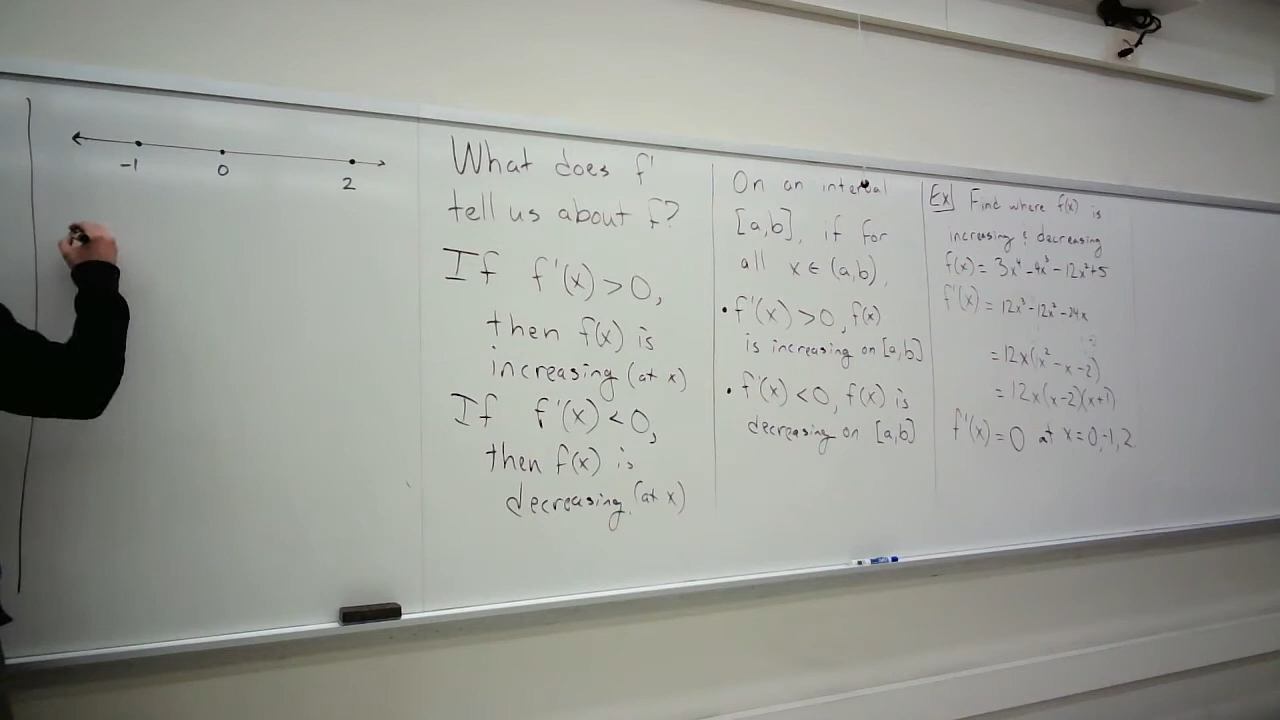 -1 0 2
What does f'
tell us about f?
If f'(x) > 0,
then f(x) is
increasing (at x)
If f'(x) < 0,
then f(x) is
decreasing (at x)
On an interval
[a,b], if for
all x ∈ (a,b),
• f'(x) > 0, f(x)
is increasing on [a,b]
• f'(x) < 0, f(x) is
decreasing on [a,b]
Ex Find where f(x) is
increasing & decreasing
f(x) = 3x⁴ - 4x³ - 12x² + 5
f'(x) = 12x³ - 12x² - 24x
= 12x(x² - x - 2)
= 12x(x-2)(x+1)
f'(x) = 0 at x = 0, -1, 2